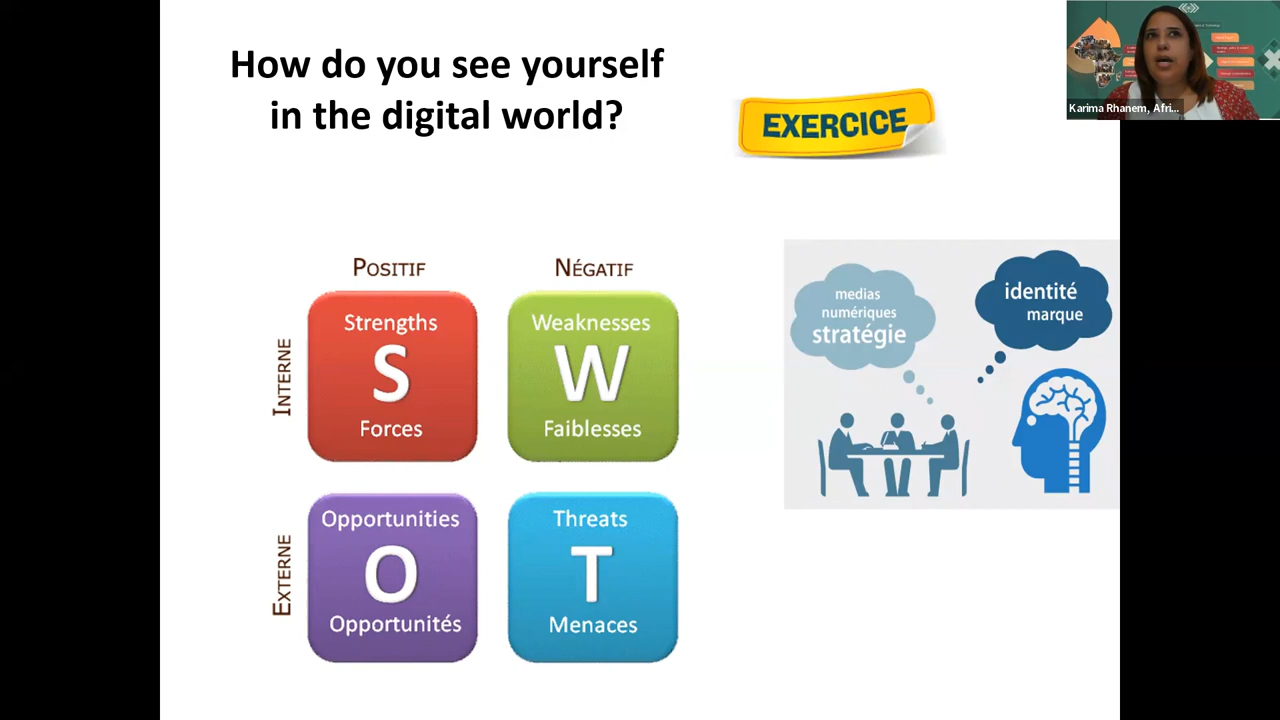 How do you see yourself
in the digital world?
EXERCICE
Karima Rhanem, Afri...
POSITIF
NÉGATIF
INTERNE
Strengths
S
Forces
Weaknesses
W
Faiblesses
EXTERNE
Opportunities
O
Opportunités
Threats
T
Menaces
medias
numériques
stratégie
identité
marque